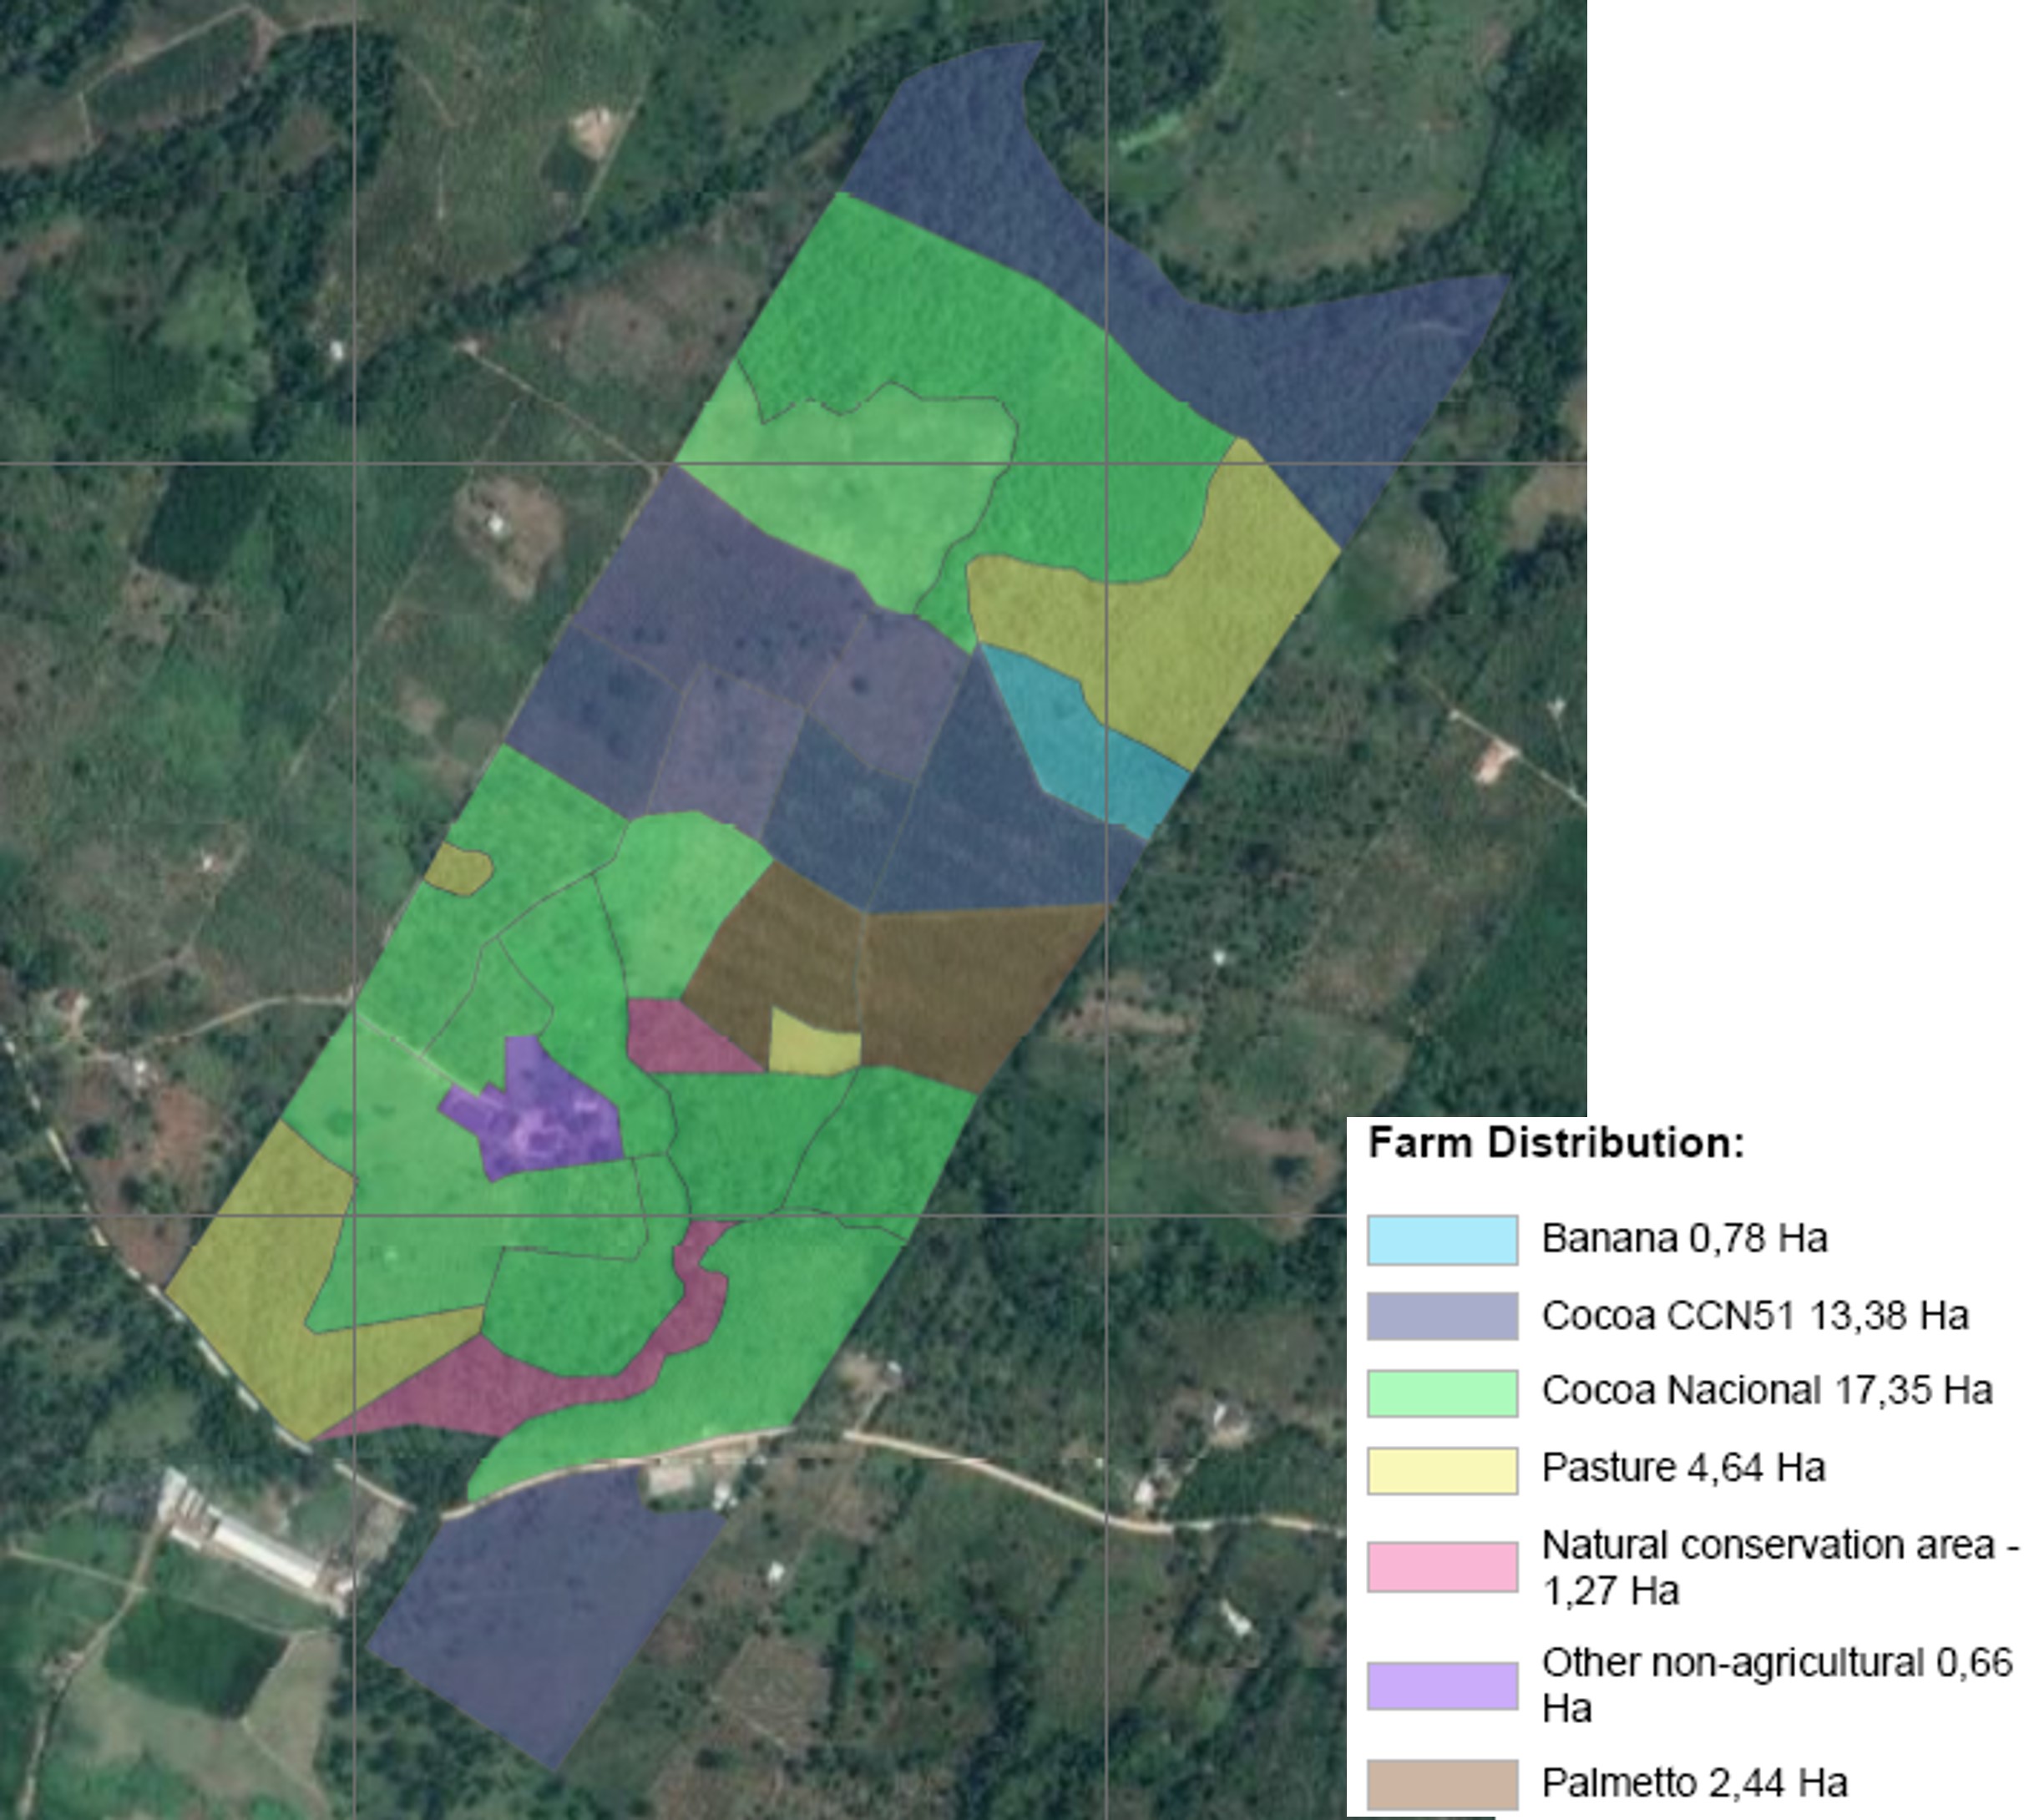 Farm Distribution:
Banana 0,78 Ha
Cocoa CCN51 13,38 Ha
Cocoa Nacional 17,35 Ha
Pasture 4,64 Ha
Natural conservation area -
1,27 Ha
Other non-agricultural 0,66
Ha
Palmetto 2,44 Ha